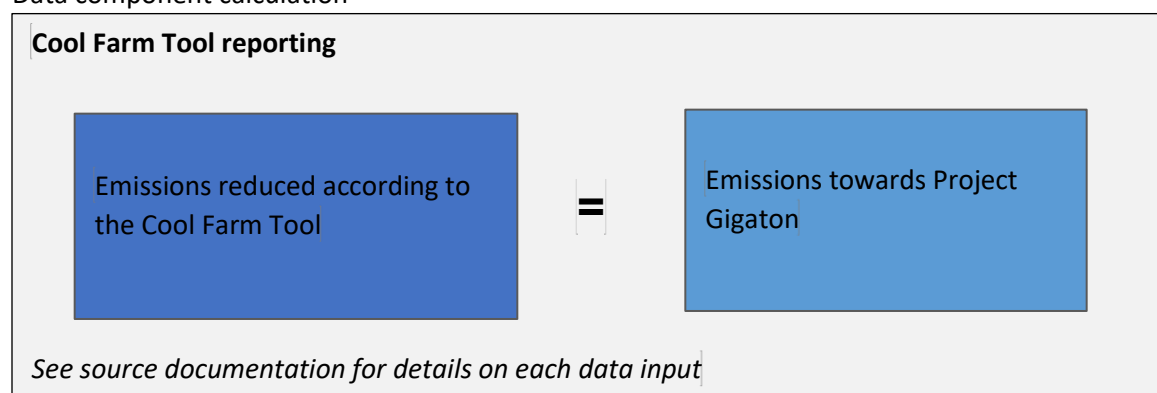 Data component calculation
Cool Farm Tool reporting
Emissions reduced according to
the Cool Farm Tool
=
Emissions towards Project
Gigaton
See source documentation for details on each data input